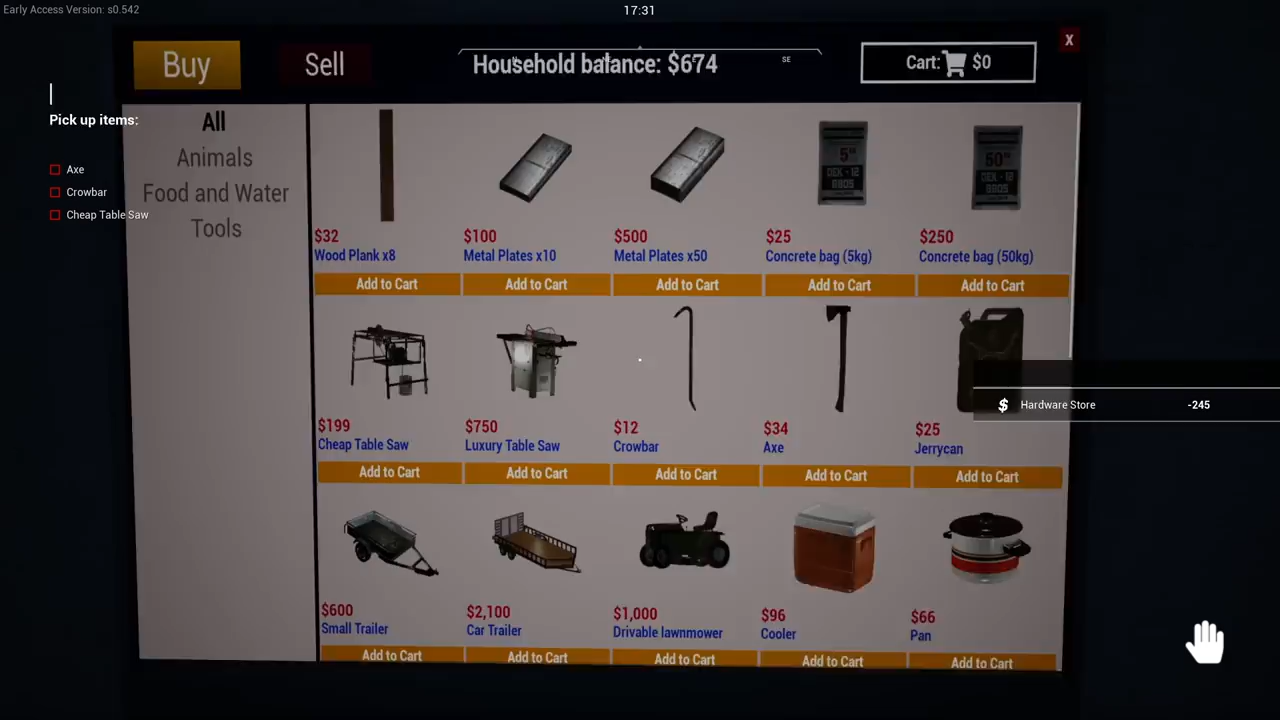 Early Access Version: s0.542
17:31
Buy
Sell
Household balance: $674
SE
Cart: $0
X
Pick up items:
Axe
Crowbar
Cheap Table Saw
All
Animals
Food and Water
Tools
$32
Wood Plank x8
Add to Cart
$100
Metal Plates x10
Add to Cart
$500
Metal Plates x50
Add to Cart
$25
Concrete bag (5kg)
Add to Cart
$250
Concrete bag (50kg)
Add to Cart
$199
Cheap Table Saw
Add to Cart
$750
Luxury Table Saw
Add to Cart
$12
Crowbar
Add to Cart
$34
Axe
Add to Cart
$25
Jerrycan
Add to Cart
$ Hardware Store -245
$600
Small Trailer
Add to Cart
$2,100
Car Trailer
Add to Cart
$1,000
Drivable lawnmower
Add to Cart
$96
Cooler
Add to Cart
$66
Pan
Add to Cart